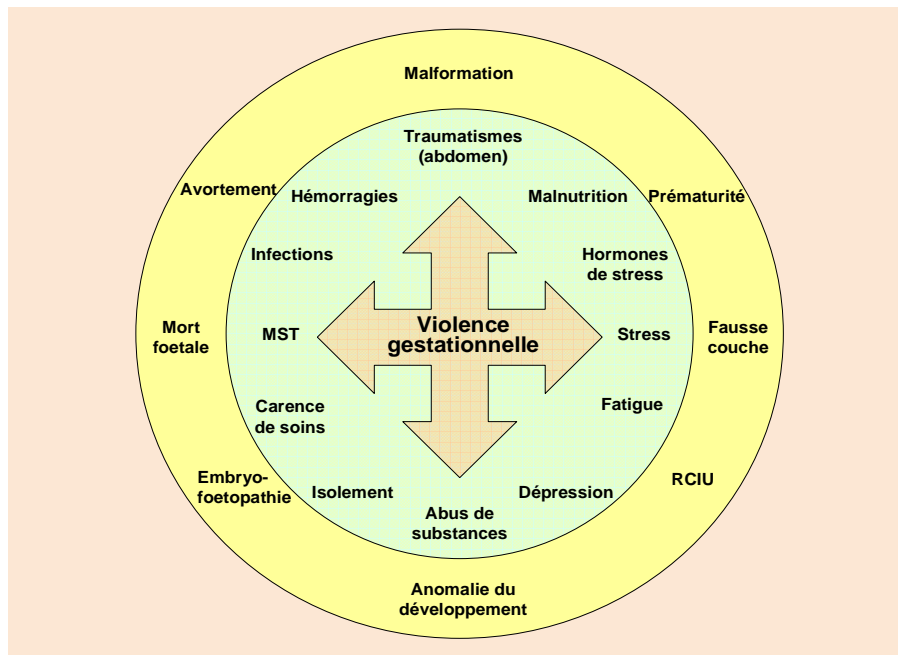 Malformation
Traumatismes
(abdomen)
Avortement
Hémorragies
Malnutrition
Prématurité
Infections
Hormones
de stress
Mort
foetale
MST
Violence
gestationnelle
Stress
Fausse
couche
Carence
de soins
Fatigue
Embryo-
foetopathie
Isolement
Abus de
substances
Dépression
RCIU
Anomalie du
développement